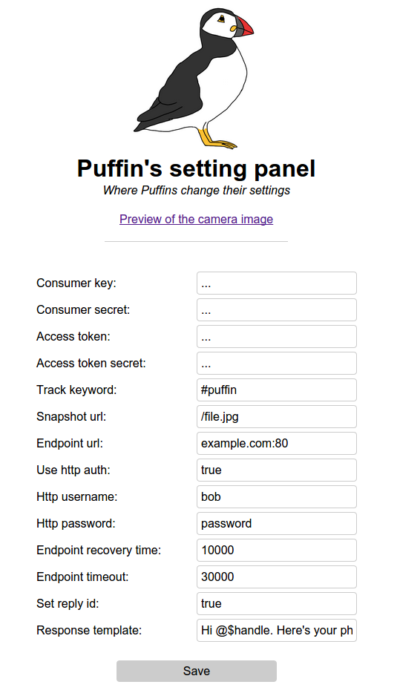 Puffin's setting panel
Where Puffins change their settings
Preview of the camera image
Consumer key: ...
Consumer secret: ...
Access token: ...
Access token secret: ...
Track keyword: #puffin
Snapshot url: /file.jpg
Endpoint url: example.com:80
Use http auth: true
Http username: bob
Http password: password
Endpoint recovery time: 10000
Endpoint timeout: 30000
Set reply id: true
Response template: Hi @$handle. Here's your ph
Save